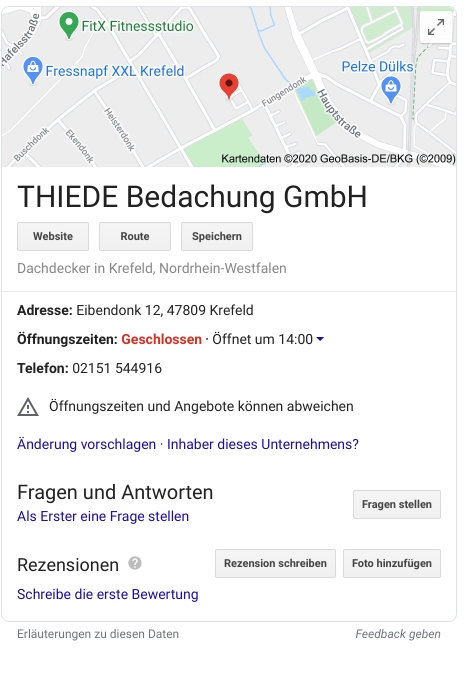 Hafelsstraße
FitX Fitnessstudio
Fressnapf XXL Krefeld
Pelze Dülks
Fungendonk
Hauptstraße
Heisterdonk
Ekendonk
Buschdonk
Kartendaten ©2020 GeoBasis-DE/BKG (©2009)
THIEDE Bedachung GmbH
Website
Route
Speichern
Dachdecker in Krefeld, Nordrhein-Westfalen
Adresse: Eibendonk 12, 47809 Krefeld
Öffnungszeiten: Geschlossen · Öffnet um 14:00
Telefon: 02151 544916
Öffnungszeiten und Angebote können abweichen
Änderung vorschlagen · Inhaber dieses Unternehmens?
Fragen und Antworten
Als Erster eine Frage stellen
Fragen stellen
Rezensionen ?
Rezension schreiben
Foto hinzufügen
Schreibe die erste Bewertung
Erläuterungen zu diesen Daten
Feedback geben